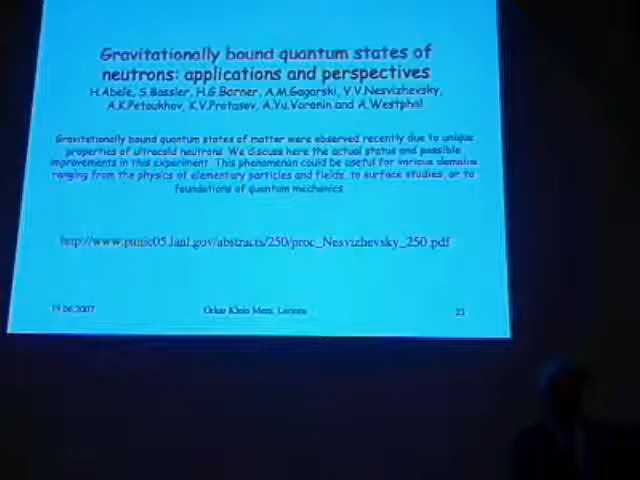 Gravitationally bound quantum states of
neutrons: applications and perspectives
H.Abele, S.Bassler, H.G.Borner, A.M.Gagarski, V.V.Nesvizhevsky,
A.K.Petoukhov, K.V.Protasov, A.Yu.Voronin and A.Westphal
Gravitationally bound quantum states of matter were observed recently due to unique
properties of ultracold neutrons. We discuss here the actual status and possible
improvements in this experiment. This phenomenon could be useful for various domains
ranging from the physics of elementary particles and fields, to surface studies, or to
foundations of quantum mechanics.
http://www.panic05.lanl.gov/abstracts/250/proc_Nesvizhevsky_250.pdf
19.06.2007 Oskar Klein Mem. Lecture 21